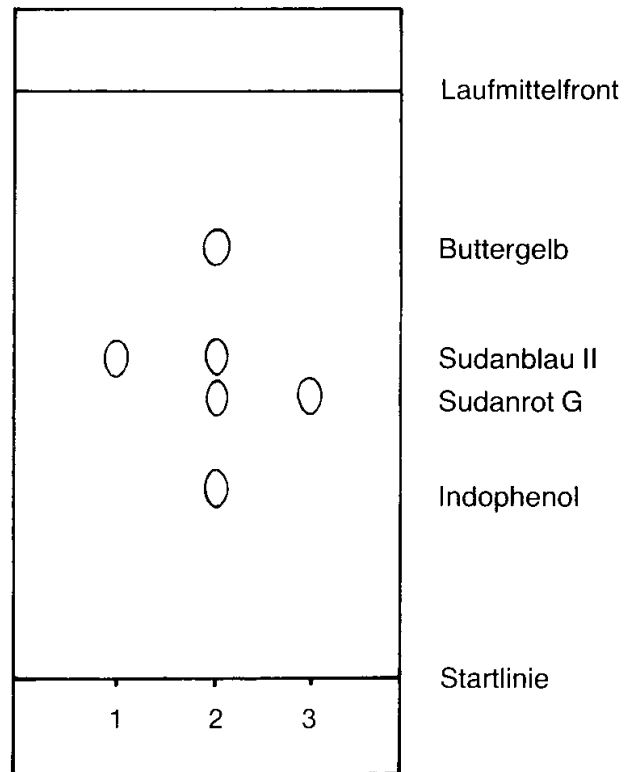 Laufmittelfront
Buttergelb
Sudanblau II
Sudanrot G
Indophenol
Startlinie
1 2 3